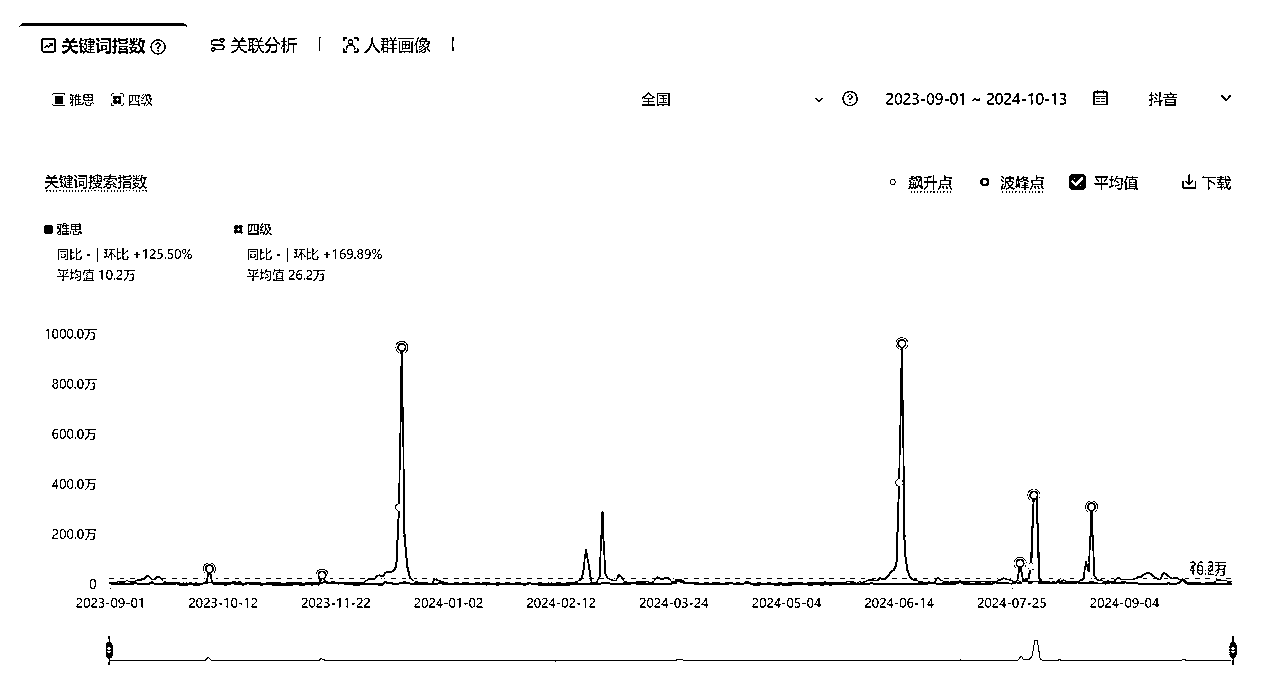 关键词指数 关联分析 人群画像
雅思 四级 全国 2023-09-01 ~ 2024-10-13 抖音
关键词搜索指数 飙升点 波峰点 平均值 下载
雅思 四级
同比 - | 环比 +125.50% 同比 - | 环比 +169.89%
平均值 10.2万 平均值 26.2万
1000.0万
800.0万
600.0万
400.0万
200.0万
0
2023-09-01 2023-10-12 2023-11-22 2024-01-02 2024-02-12 2024-03-24 2024-05-04 2024-06-14 2024-07-25 2024-09-04